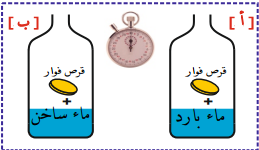 [أ]
قرص فوار
+
ماء بارد
[ب]
قرص فوار
+
ماء ساخن